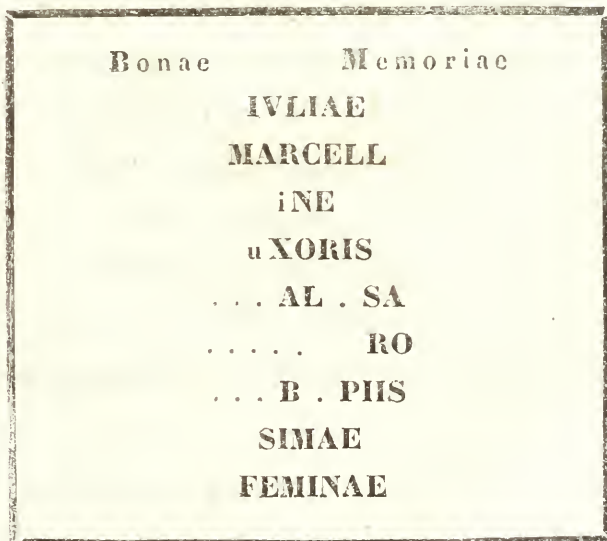 Bonae Memoriae
IVLIAE
MARCELL
iNE
uXORIS
... AL . SA
..... RO
... B . PIIS
SIMAE
FEMINAE